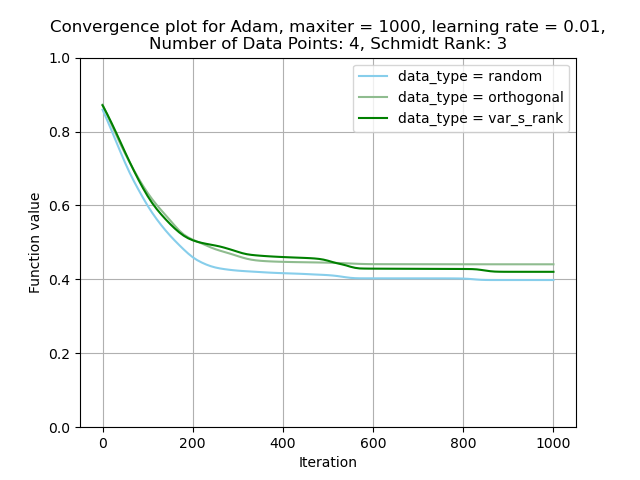 Convergence plot for Adam, maxiter = 1000, learning rate = 0.01,
Number of Data Points: 4, Schmidt Rank: 3
data_type = random
data_type = orthogonal
data_type = var_s_rank
Function value
1.0
0.8
0.6
0.4
0.2
0.0
0 200 400 600 800 1000
Iteration